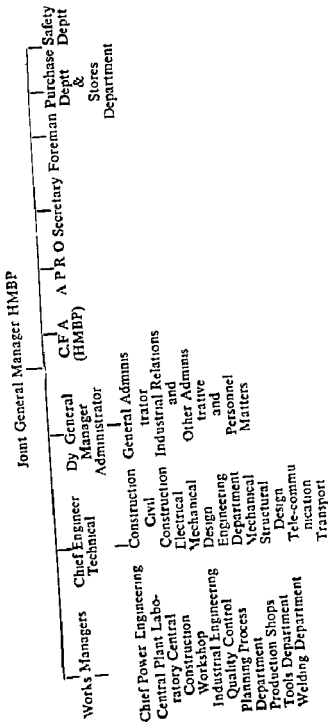 Joint General Manager HMBP
Works Managers
Chief Engineer
Technical
Dy General
Manager
Administrator
C.F A
(HMBP)
A P R O
Secretary
Foreman
Purchase
Deptt
&
Stores
Department
Safety
Deptt
Chief Power Engineering
Central Plant Labo-
ratory Central
Construction
Workshop
Industrial Engineering
Quality Control
Planning Process
Department
Production Shops
Tools Department
Welding Department
Construction
Civil
Construction
Electrical
Mechanical
Design
Engineering
Department
Mechanical
Structural
Design
Tele-commu
nication
Transport
General Adminis
trator
Industrial Relations
and
Other Adminis
trative
and
Personnel
Matters